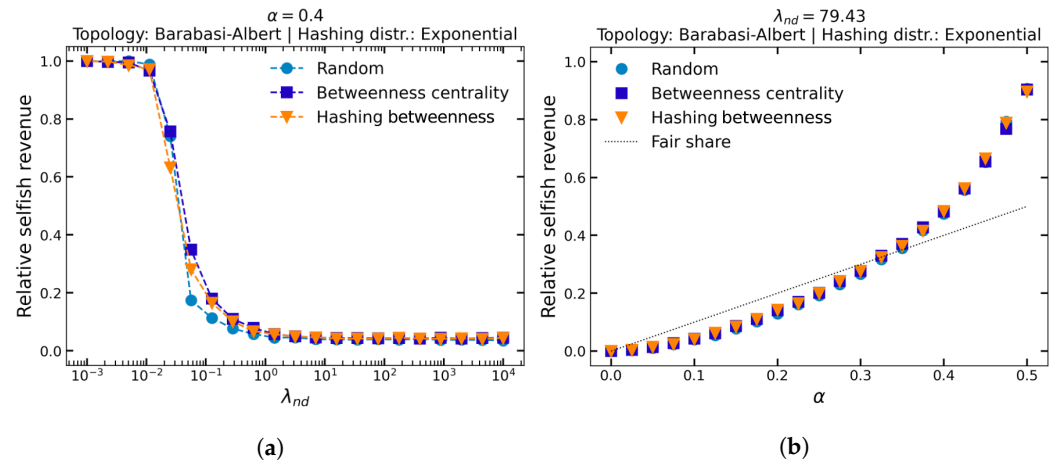 α = 0.4
Topology: Barabasi-Albert | Hashing distr.: Exponential
1.0
0.8
0.6
0.4
0.2
0.0
Relative selfish revenue
Random
Betweenness centrality
Hashing betweenness
10⁻³ 10⁻² 10⁻¹ 10⁰ 10¹ 10² 10³ 10⁴
λnd
(a)
λnd = 79.43
Topology: Barabasi-Albert | Hashing distr.: Exponential
1.0
0.8
0.6
0.4
0.2
0.0
Relative selfish revenue
Random
Betweenness centrality
Hashing betweenness
Fair share
0.0 0.1 0.2 0.3 0.4 0.5
α
(b)